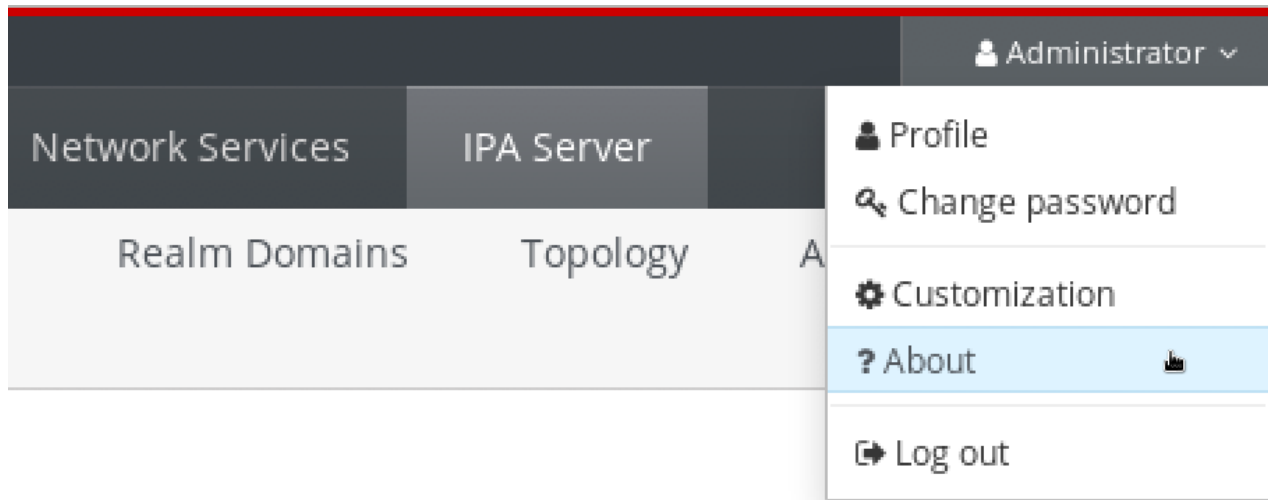 Administrator
Network Services
IPA Server
Profile
Change password
Realm Domains
Topology
A
Customization
? About
Log out